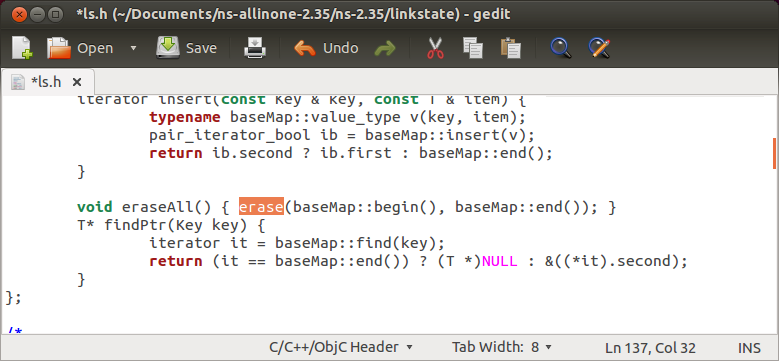 *ls.h (~/Documents/ns-allinone-2.35/ns-2.35/linkstate) - gedit
Open Save Undo
*ls.h
iterator insert(const Key & key, const T & item) {
typename baseMap::value_type v(key, item);
pair_iterator_bool ib = baseMap::insert(v);
return ib.second ? ib.first : baseMap::end();
}
void eraseAll() { erase(baseMap::begin(), baseMap::end()); }
T* findPtr(Key key) {
iterator it = baseMap::find(key);
return (it == baseMap::end()) ? (T *)NULL : &((*it).second);
}
};
/*
C/C++/ObjC Header Tab Width: 8 Ln 137, Col 32 INS